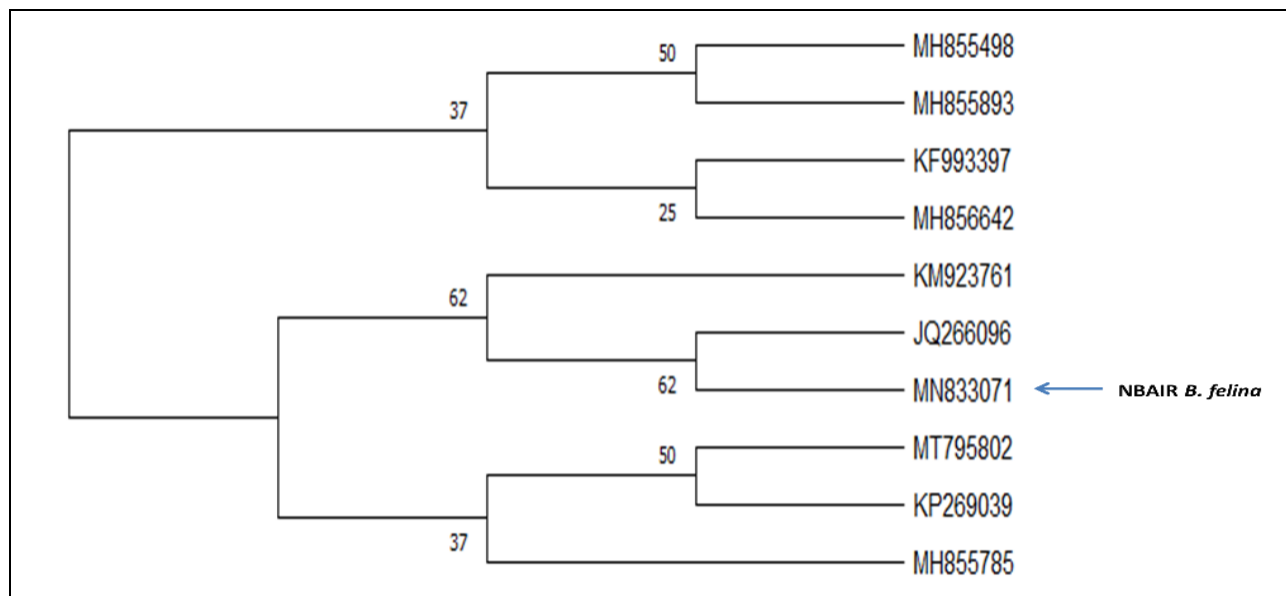 MH855498
50
MH855893
37
KF993397
25
MH856642
KM923761
62
JQ266096
62
MN833071 NBAIR B. felina
MT795802
50
KP269039
37
MH855785